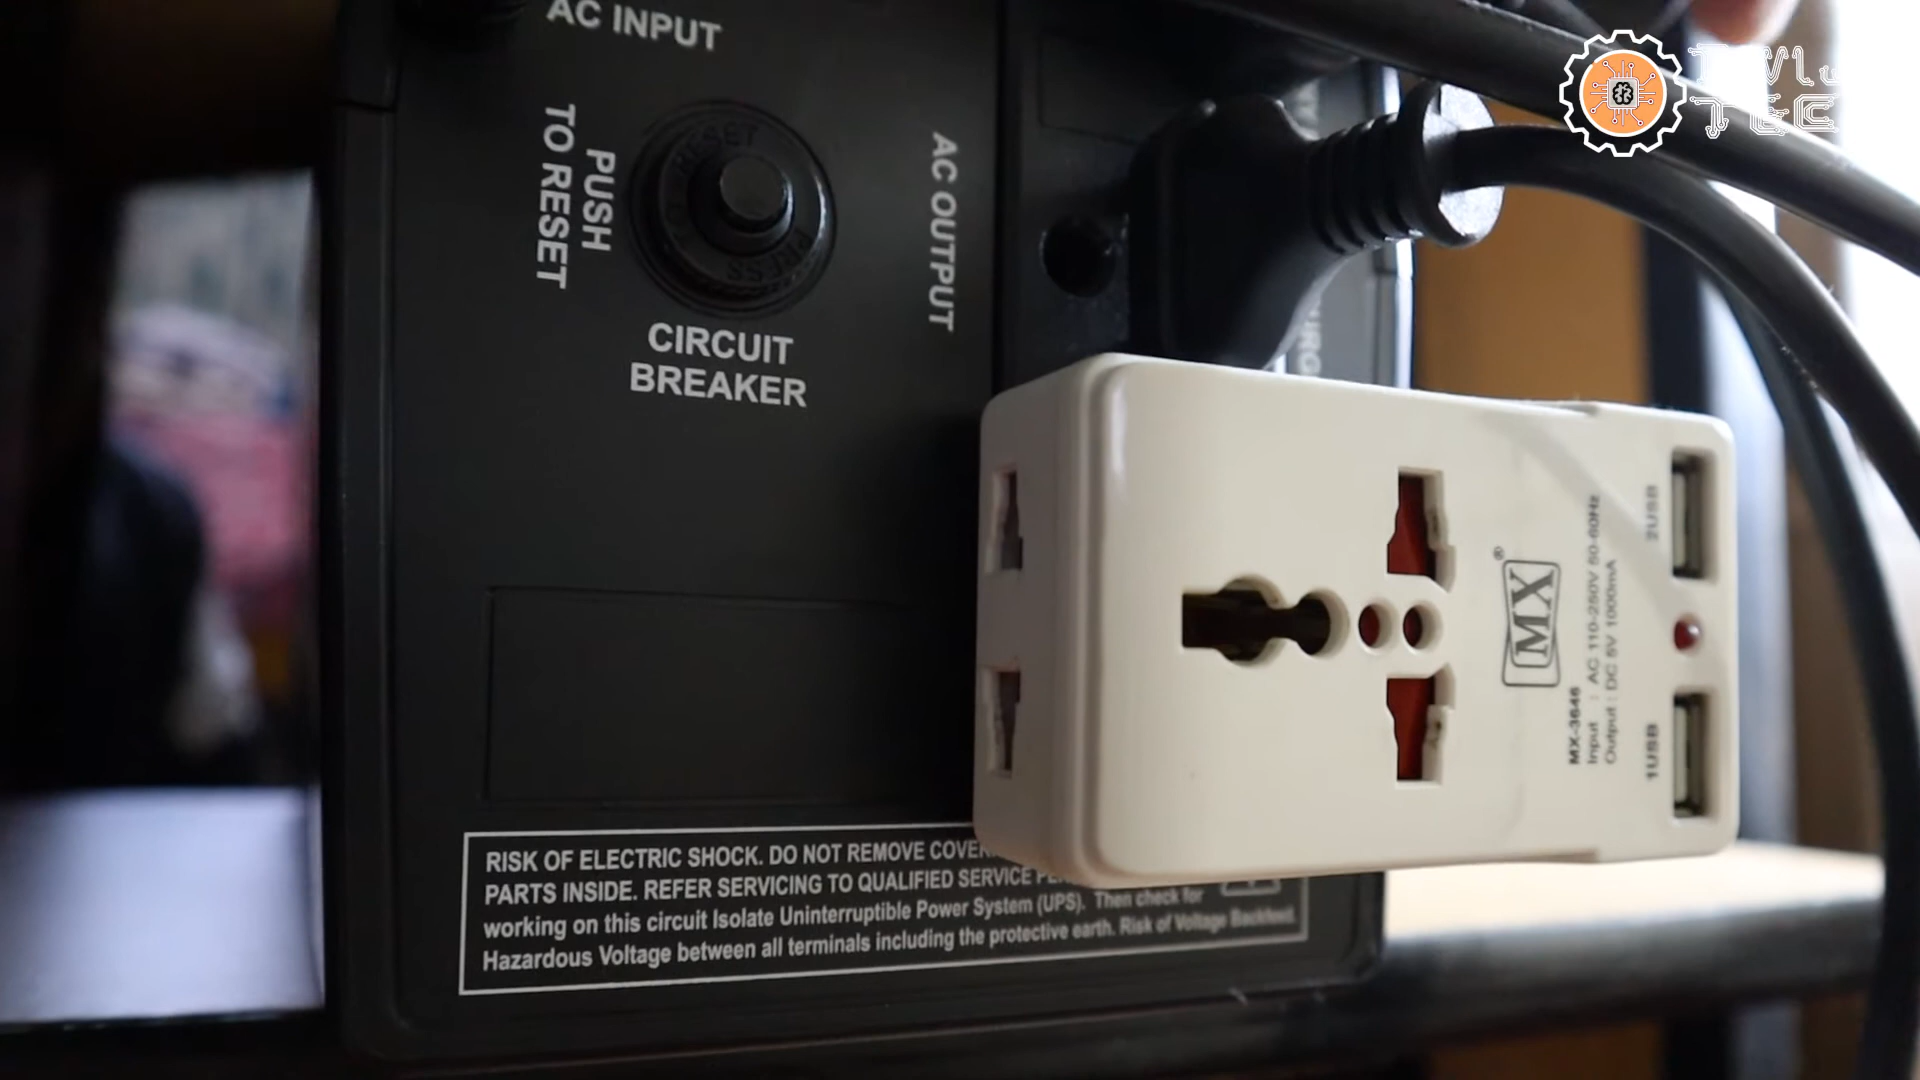 AC INPUT
PUSH
TO RESET
RESET
PRESS
CIRCUIT
BREAKER
AC OUTPUT
2USB
1USB
MX
®
MX-3646
Input : AC 110-250V 50-60Hz
Output : DC 5V 1000mA
RISK OF ELECTRIC SHOCK. DO NOT REMOVE
PARTS INSIDE. REFER SERVICING TO QUALIFIED SERVICE
working on this circuit Isolate Uninterruptible Power System (UPS). Then check for
Hazardous Voltage between all terminals including the protective earth. Risk of Voltage Backfeed.